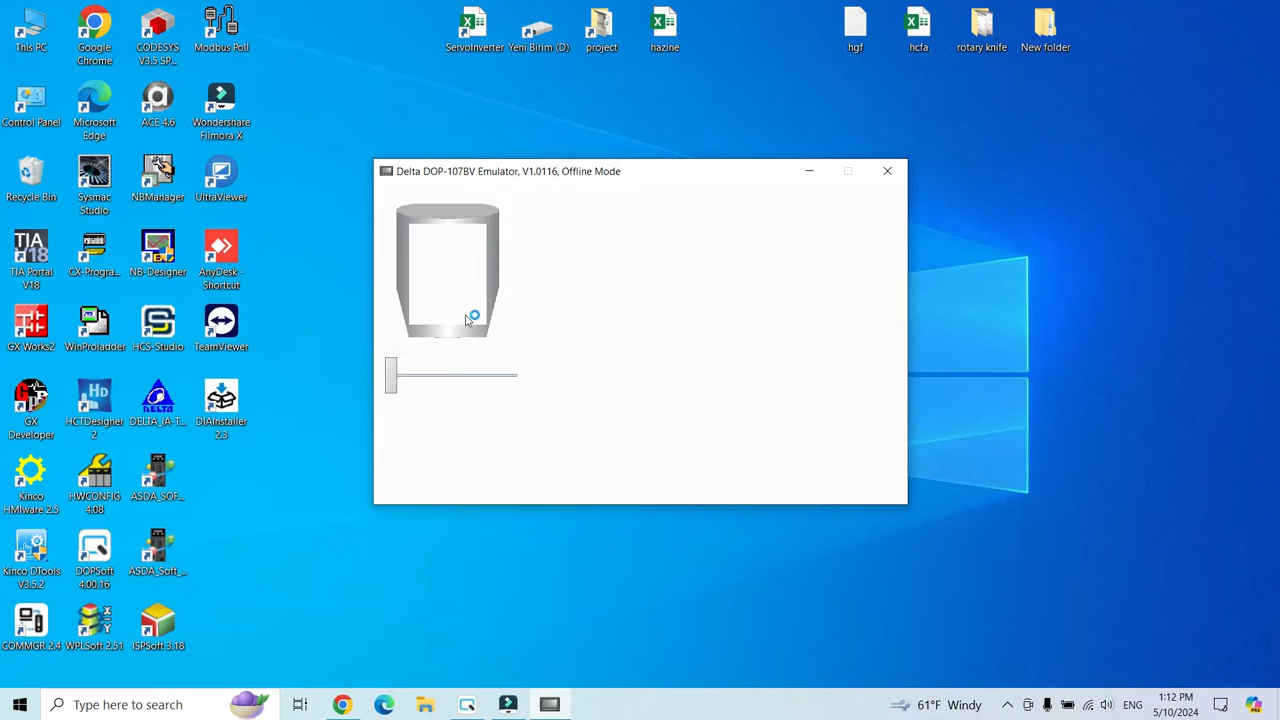 This PC
Google
Chrome
CODESYS
V3.5 SP...
Modbus Poll
ServoInverter
Yeni Birim (D)
project
hazine
hgf
hcfa
rotary knife
New folder
Control Panel
Microsoft
Edge
ACE 4.6
Wondershare
Filmora X
Recycle Bin
Sysmac
Studio
NBManager
UltraViewer
TIA Portal
V18
CX-Progra...
NB-Designer
AnyDesk -
Shortcut
GX Works2
WinProladder
HCS-Studio
TeamViewer
GX
Developer
HCTDesigner
2
DELTA_IA-T...
DIAInstaller
2.3
Kinco
HMIware 2.5
HWCONFIG
4.08
ASDA_SOF...
Kinco DTools
V3.5.2
DOPSoft
4.00.16
ASDA_Soft_...
COMMGR 2.4
WPLSoft 2.51
ISPSoft 3.18
Delta DOP-107BV Emulator, V1.0116, Offline Mode
Type here to search
61°F Windy
ENG
1:12 PM
5/10/2024